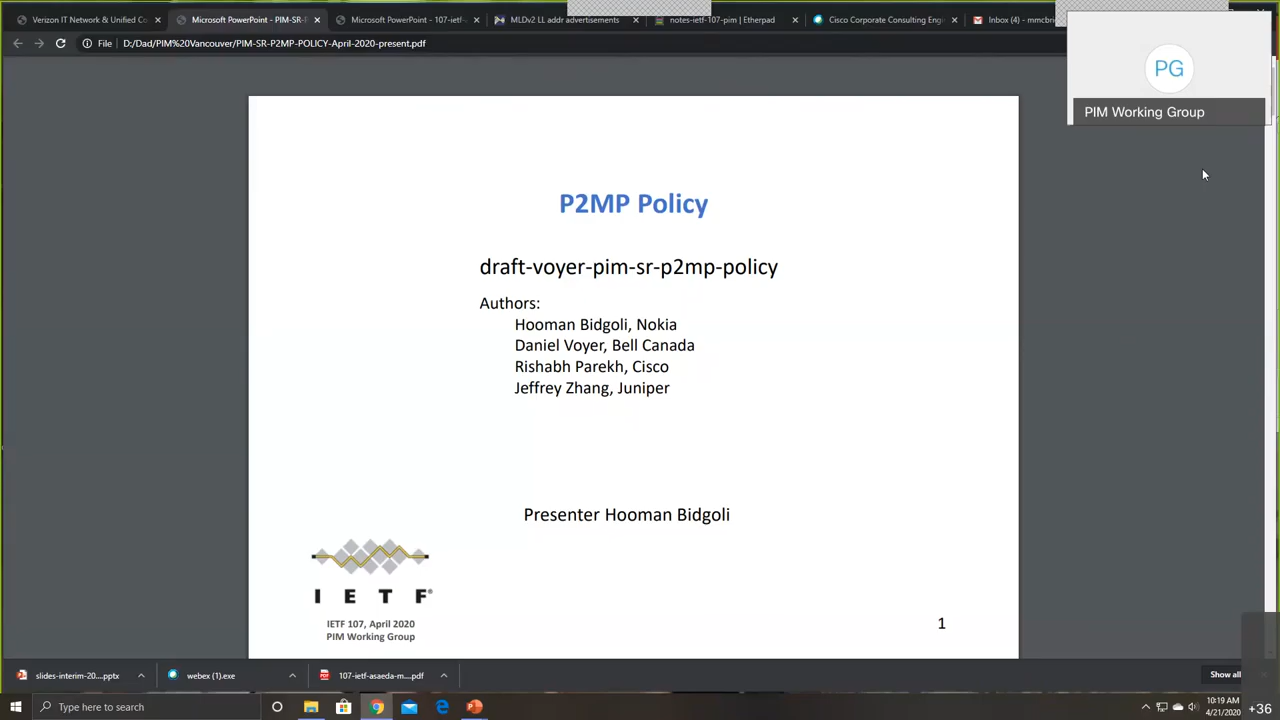 Verizon IT Network & Unified Co
Microsoft PowerPoint - PIM-SR-P
Microsoft PowerPoint - 107-ietf-
MLDv2 LL addr advertisements
notes-ietf-107-pim | Etherpad
Cisco Corporate Consulting Eng
Inbox (4) - mmcbri
File
D:/Dad/PIM%20Vancouver/PIM-SR-P2MP-POLICY-April-2020-present.pdf
PG
PIM Working Group
P2MP Policy
draft-voyer-pim-sr-p2mp-policy
Authors:
Hooman Bidgoli, Nokia
Daniel Voyer, Bell Canada
Rishabh Parekh, Cisco
Jeffrey Zhang, Juniper
Presenter Hooman Bidgoli
I E T F®
IETF 107, April 2020
PIM Working Group
1
slides-interim-20....pptx
webex (1).exe
107-ietf-asaeda-m....pdf
Show all
Type here to search
10:19 AM
4/21/2020
+36